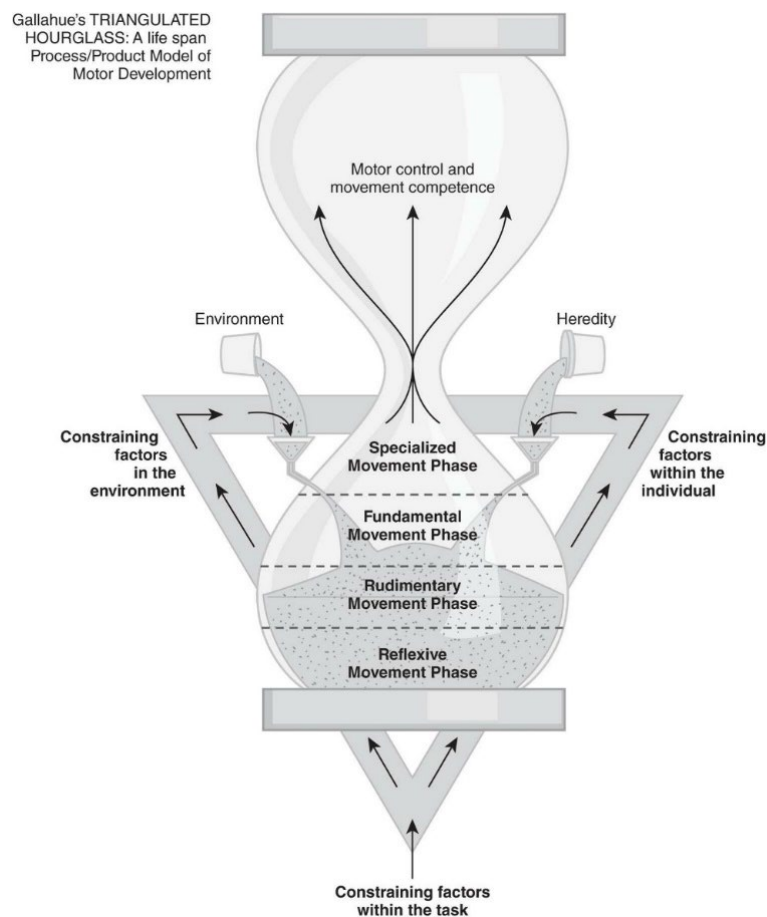 Gallahue's TRIANGULATED
HOURGLASS: A life span
Process/Product Model of
Motor Development
Motor control and
movement competence
Environment
Heredity
Constraining
factors
in the
environment
Specialized
Movement Phase
Constraining
factors
within the
individual
Fundamental
Movement Phase
Rudimentary
Movement Phase
Reflexive
Movement Phase
Constraining factors
within the task